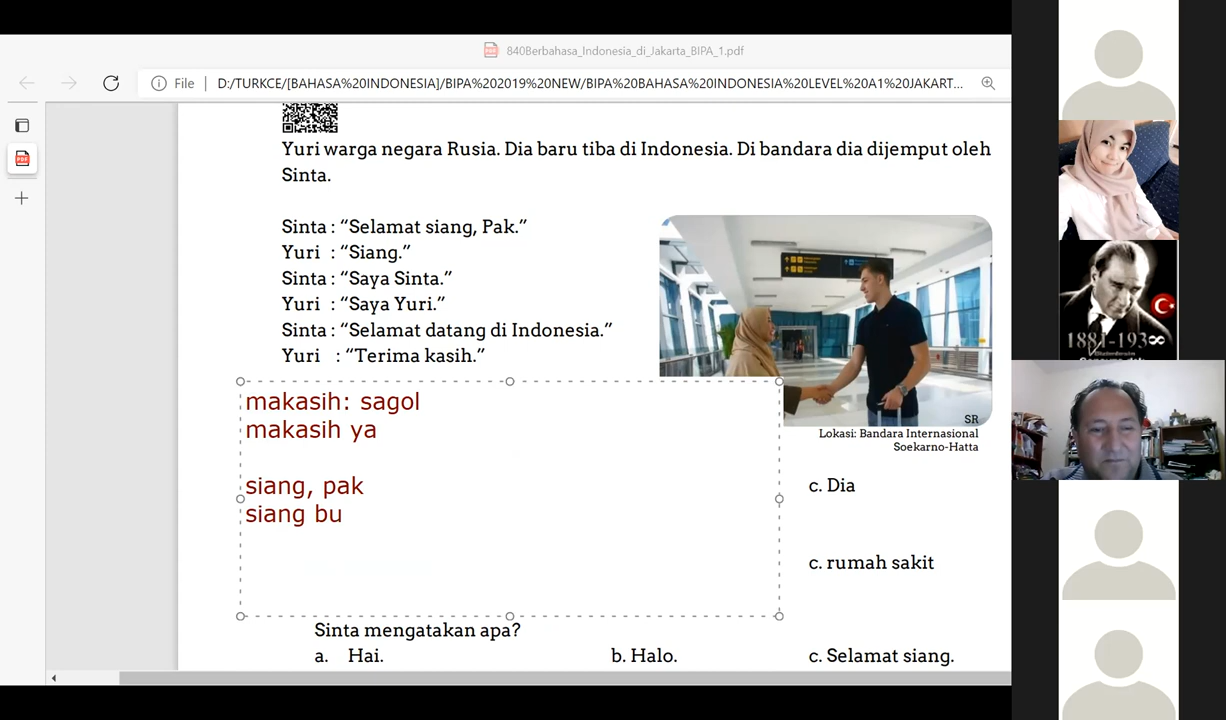 840Berbahasa_Indonesia_di_Jakarta_BIPA_1.pdf
File
D:/TURKCE/[BAHASA%20INDONESIA]/BIPA%202019%20NEW/BIPA%20BAHASA%20INDONESIA%20LEVEL%20A1%20JAKART...
Yuri warga negara Rusia. Dia baru tiba di Indonesia. Di bandara dia dijemput oleh
Sinta.
Sinta : “Selamat siang, Pak.”
Yuri : “Siang.”
Sinta : “Saya Sinta.”
Yuri : “Saya Yuri.”
Sinta : “Selamat datang di Indonesia.”
Yuri : “Terima kasih.”
SR
Lokasi: Bandara Internasional
Soekarno-Hatta
makasih: sagol
makasih ya
siang, pak
siang bu
c. Dia
c. rumah sakit
Sinta mengatakan apa?
a. Hai.
b. Halo.
c. Selamat siang.
PDF
1881-193∞